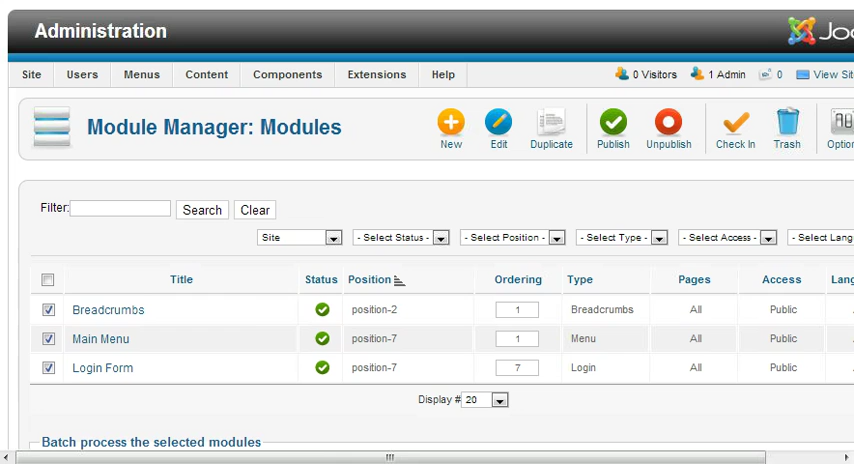 Administration
Site Users Menus Content Components Extensions Help 0 Visitors 1 Admin 0 View
Module Manager: Modules
New Edit Duplicate Publish Unpublish Check In Trash
Filter: Search Clear
Site - Select Status - - Select Position - - Select Type - - Select Access - - Select
Title Status Position Ordering Type Pages Access
Breadcrumbs position-2 1 Breadcrumbs All Public
Main Menu position-7 1 Menu All Public
Login Form position-7 7 Login All Public
Display # 20
Batch process the selected modules